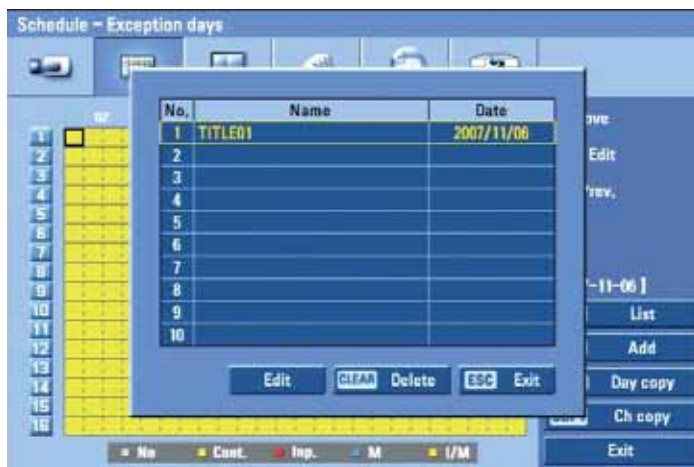 Schedule - Exception days
No. Name Date
1 TITLE01 2007/11/06
2
3
4
5
6
7
8
9
10
Edit CLEAR Delete ESC Exit
02
1
2
3
4
5
6
7
8
9
10
11
12
13
14
15
16
No Cont. Inp. M I/M
ove
Edit
rev.
-11-06 ]
List
Add
Day copy
Ch copy
Exit